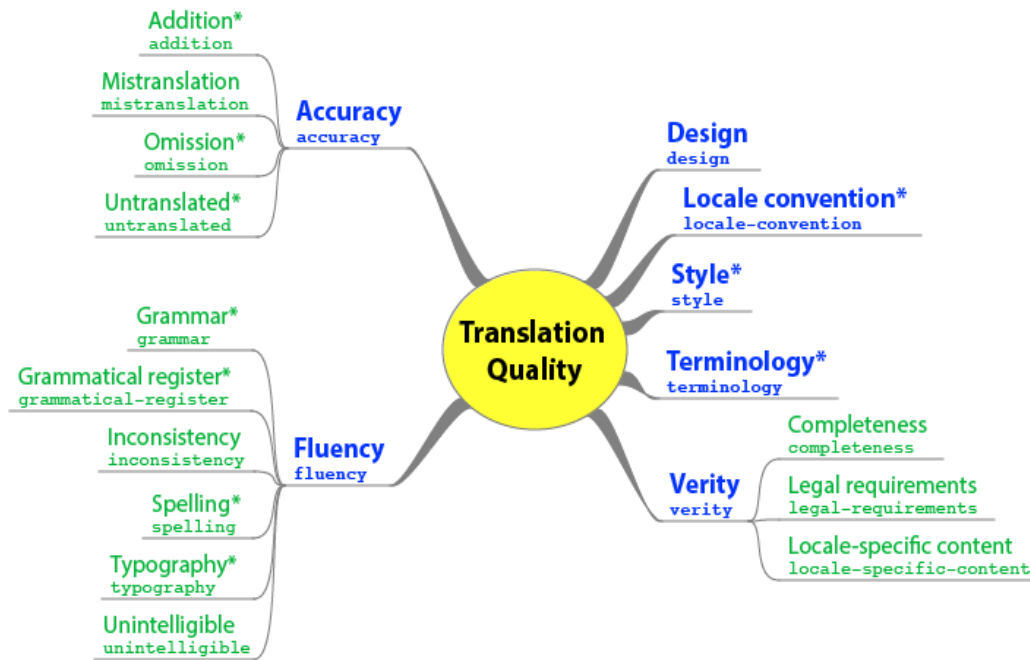 Addition*
addition
Mistranslation
mistranslation
Omission*
omission
Untranslated*
untranslated
Accuracy
accuracy
Grammar*
grammar
Grammatical register*
grammatical-register
Inconsistency
inconsistency
Spelling*
spelling
Typography*
typography
Unintelligible
unintelligible
Fluency
fluency
Translation
Quality
Design
design
Locale convention*
locale-convention
Style*
style
Terminology*
terminology
Verity
verity
Completeness
completeness
Legal requirements
legal-requirements
Locale-specific content
locale-specific-content